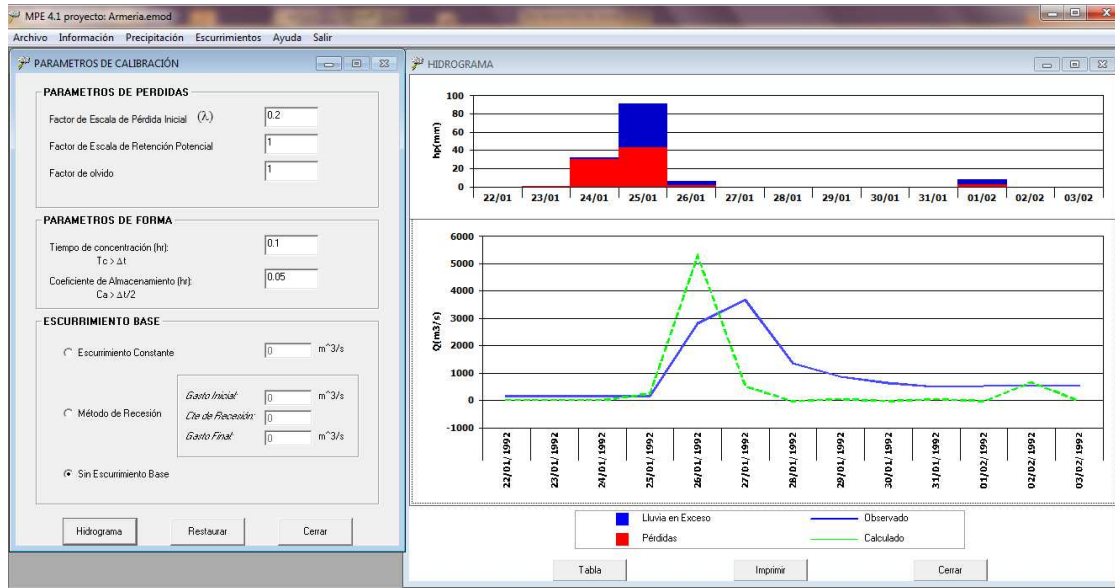 MPE 4.1 proyecto: Armeria.emod
Archivo Información Precipitación Escurrimientos Ayuda Salir
PARAMETROS DE CALIBRACIÓN
PARAMETROS DE PERDIDAS
Factor de Escala de Pérdida Inicial (λ) 0.2
Factor de Escala de Retención Potencial 1
Factor de olvido 1
PARAMETROS DE FORMA
Tiempo de concentración (hr): 0.1
Tc > Δt
Coeficiente de Almacenamiento (hr): 0.05
Ca > Δt/2
ESCURRIMIENTO BASE
Escurrimiento Constante 0 m^3/s
Gasto Inicial: 0 m^3/s
Método de Recesión
Cte de Recesión: 0
Gasto Final: 0 m^3/s
Sin Escurrimiento Base
Hidrograma Restaurar Cerrar
HIDROGRAMA
hp(mm)
100
80
60
40
20
0
22/01 23/01 24/01 25/01 26/01 27/01 28/01 29/01 30/01 31/01 01/02 02/02 03/02
Q(m3/s)
6000
5000
4000
3000
2000
1000
0
-1000
22/01/1992 23/01/1992 24/01/1992 25/01/1992 26/01/1992 27/01/1992 28/01/1992 29/01/1992 30/01/1992 31/01/1992 01/02/1992 02/02/1992 03/02/1992
Lluvia en Exceso Observado
Pérdidas Calculado
Tabla Imprimir Cerrar